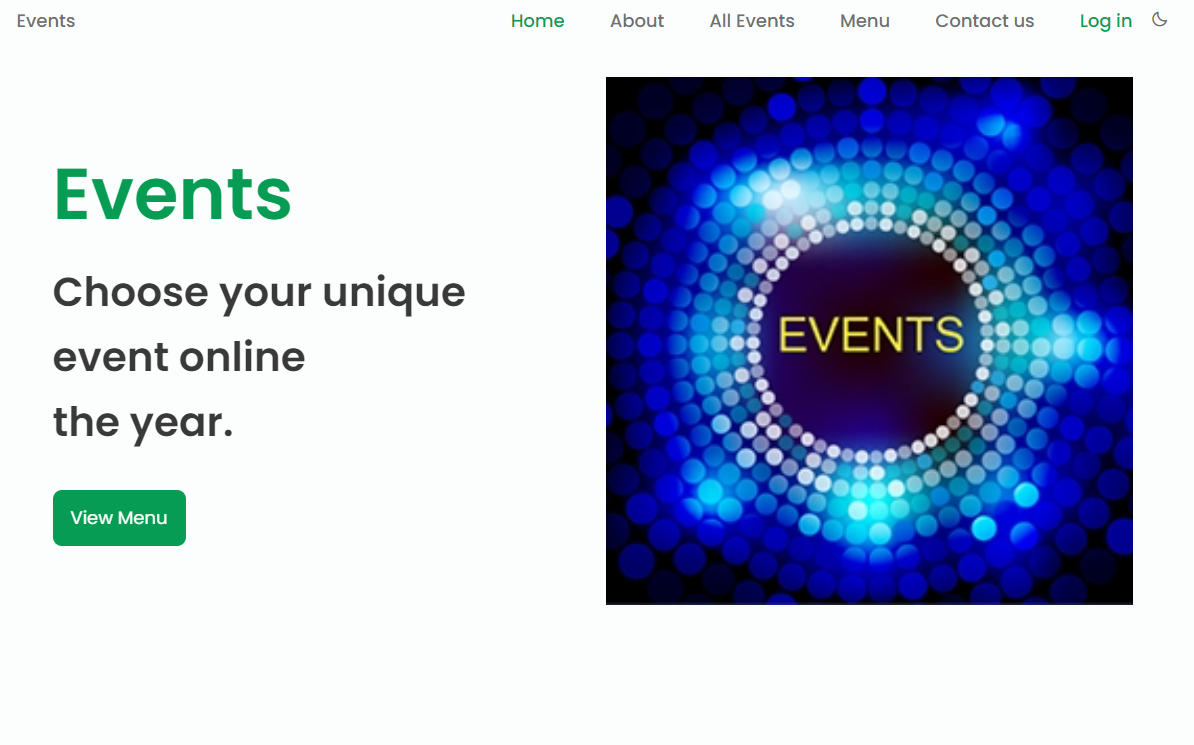 Events Home About All Events Menu Contact us Log in
Events
Choose your unique
event online
the year.
View Menu
EVENTS